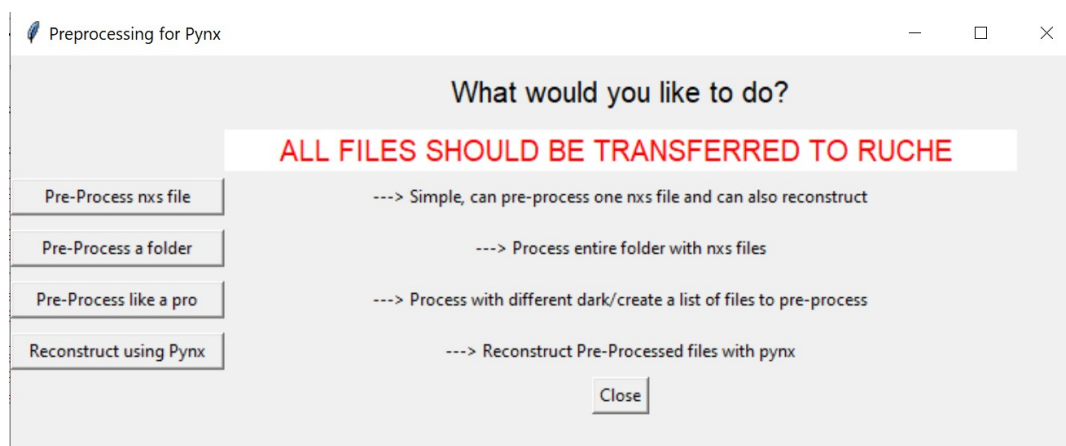 Preprocessing for Pynx
What would you like to do?
ALL FILES SHOULD BE TRANSFERRED TO RUCHE
Pre-Process nxs file ---> Simple, can pre-process one nxs file and can also reconstruct
Pre-Process a folder ---> Process entire folder with nxs files
Pre-Process like a pro ---> Process with different dark/create a list of files to pre-process
Reconstruct using Pynx ---> Reconstruct Pre-Processed files with pynx
Close